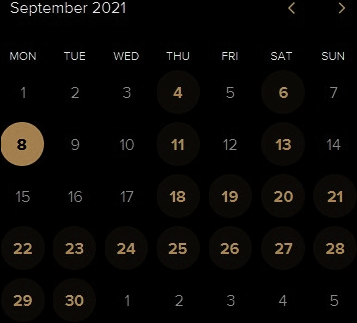 September 2021
MON TUE WED THU FRI SAT SUN
1 2 3 4 5 6 7
8 9 10 11 12 13 14
15 16 17 18 19 20 21
22 23 24 25 26 27 28
29 30 1 2 3 4 5